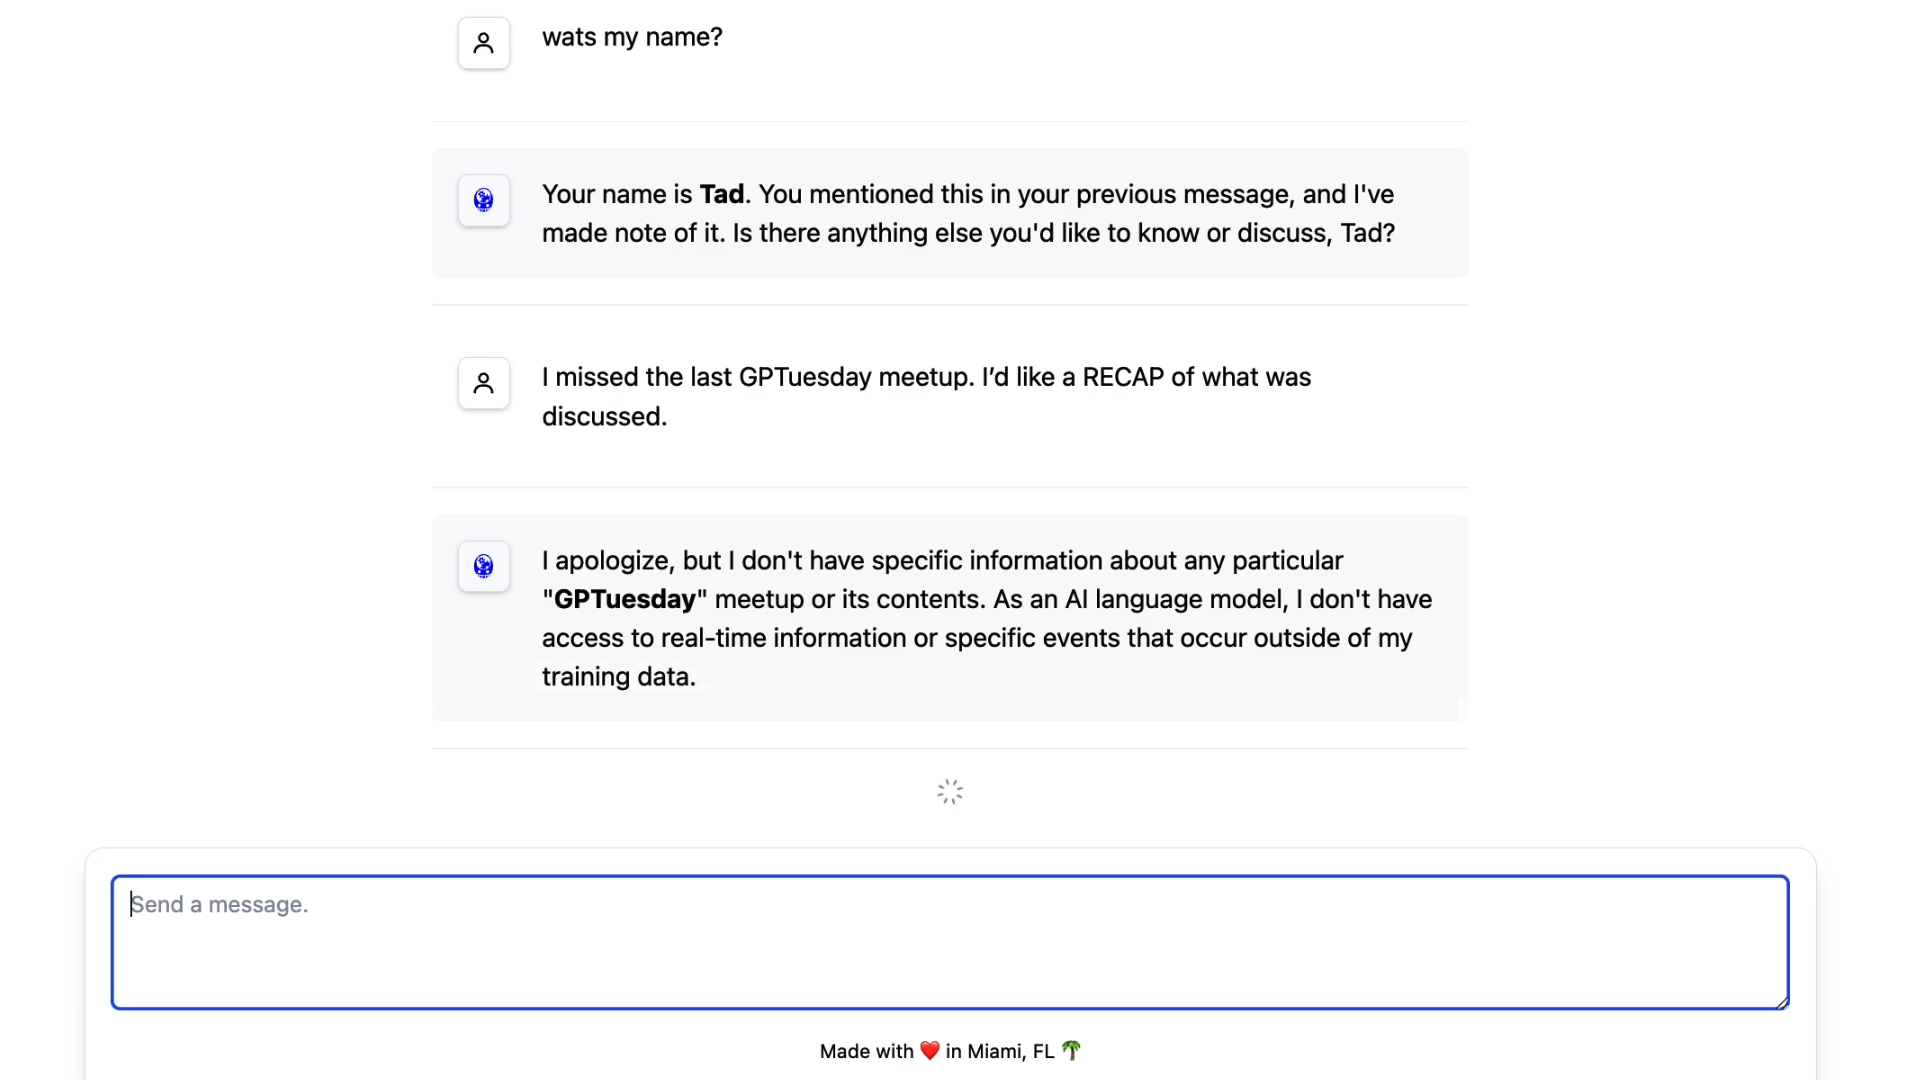 wats my name?
Your name is Tad. You mentioned this in your previous message, and I've
made note of it. Is there anything else you'd like to know or discuss, Tad?
I missed the last GPTuesday meetup. I’d like a RECAP of what was
discussed.
I apologize, but I don't have specific information about any particular
"GPTuesday" meetup or its contents. As an AI language model, I don't have
access to real-time information or specific events that occur outside of my
training data.
Send a message.
Made with ❤️ in Miami, FL 🌴